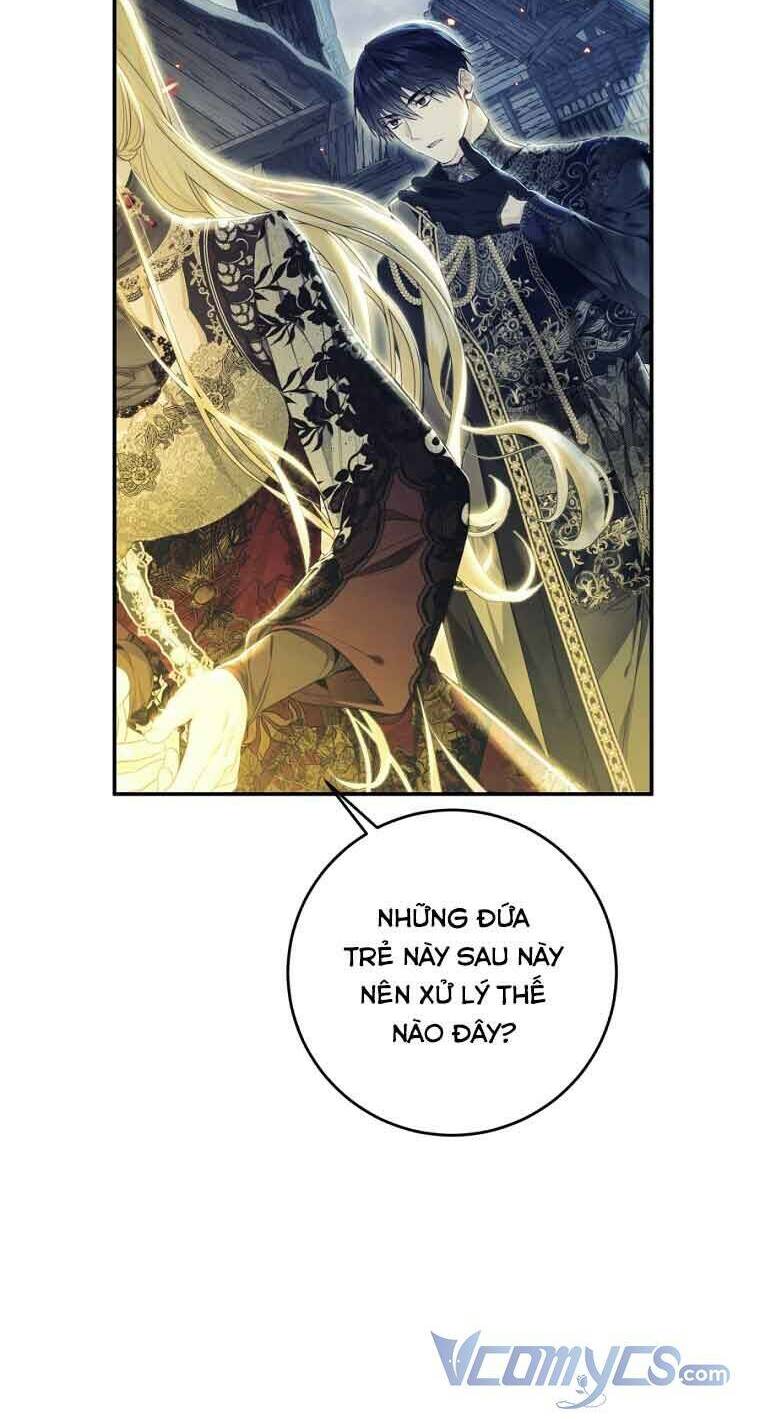 NHỮNG ĐỨA
TRẺ NÀY SAU NÀY
NÊN XỬ LÝ THẾ
NÀO ĐÂY?
VCOMYCS.com